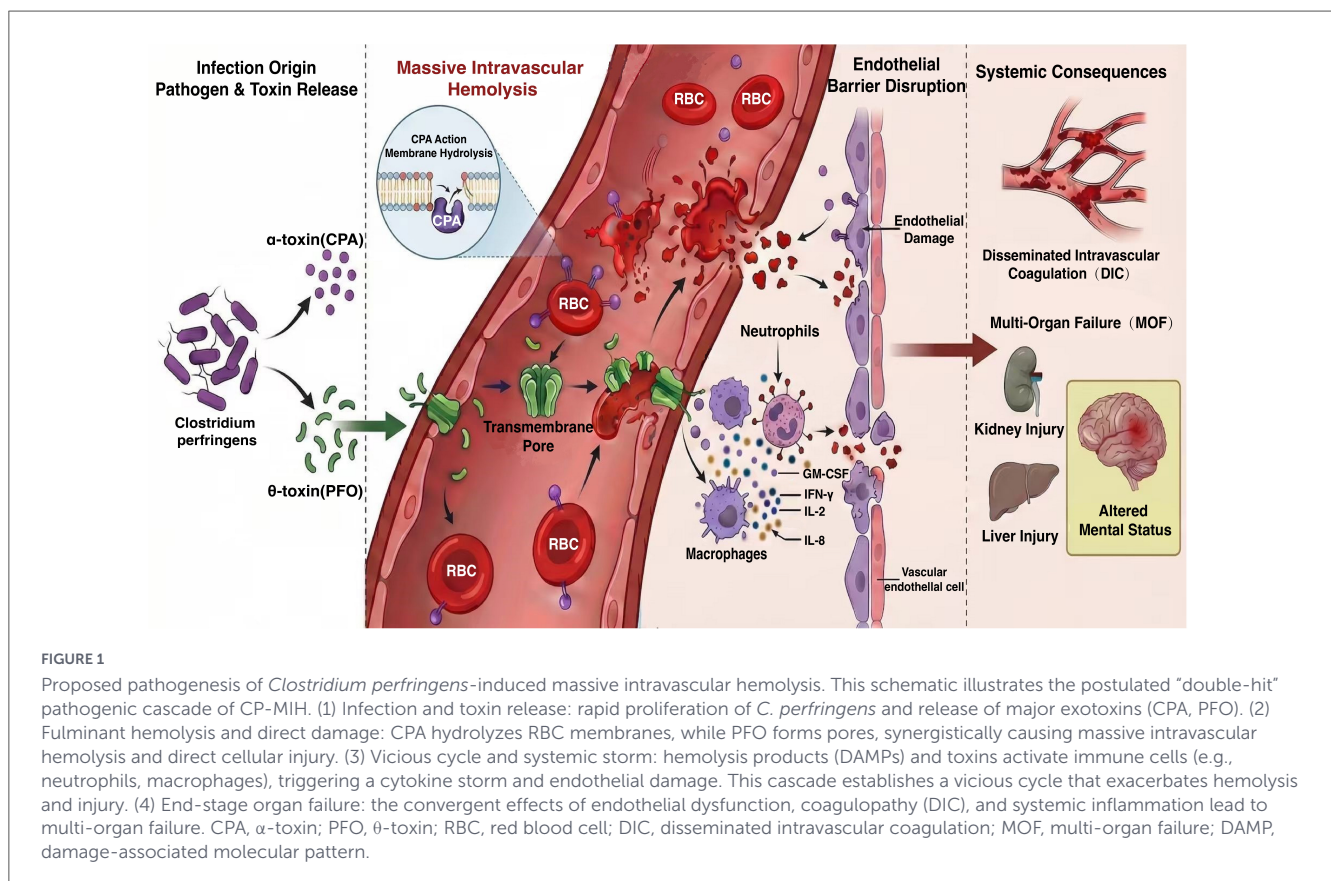 Infection Origin
Pathogen & Toxin Release
Massive Intravascular
Hemolysis
Endothelial
Barrier Disruption
Systemic Consequences
CPA Action
Membrane Hydrolysis
CPA
RBC
RBC
α-toxin(CPA)
Clostridium
perfringens
θ-toxin(PFO)
RBC
Transmembrane
Pore
RBC
RBC
Endothelial
Damage
Neutrophils
GM-CSF
IFN-γ
IL-2
IL-8
Macrophages
Vascular
endothelial cell
Disseminated Intravascular
Coagulation（DIC）
Multi-Organ Failure（MOF）
Kidney Injury
Liver Injury
Altered
Mental Status
FIGURE 1
Proposed pathogenesis of Clostridium perfringens-induced massive intravascular hemolysis. This schematic illustrates the postulated “double-hit”
pathogenic cascade of CP-MIH. (1) Infection and toxin release: rapid proliferation of C. perfringens and release of major exotoxins (CPA, PFO). (2)
Fulminant hemolysis and direct damage: CPA hydrolyzes RBC membranes, while PFO forms pores, synergistically causing massive intravascular
hemolysis and direct cellular injury. (3) Vicious cycle and systemic storm: hemolysis products (DAMPs) and toxins activate immune cells (e.g.,
neutrophils, macrophages), triggering a cytokine storm and endothelial damage. This cascade establishes a vicious cycle that exacerbates hemolysis
and injury. (4) End-stage organ failure: the convergent effects of endothelial dysfunction, coagulopathy (DIC), and systemic inflammation lead to
multi-organ failure. CPA, α-toxin; PFO, θ-toxin; RBC, red blood cell; DIC, disseminated intravascular coagulation; MOF, multi-organ failure; DAMP,
damage-associated molecular pattern.